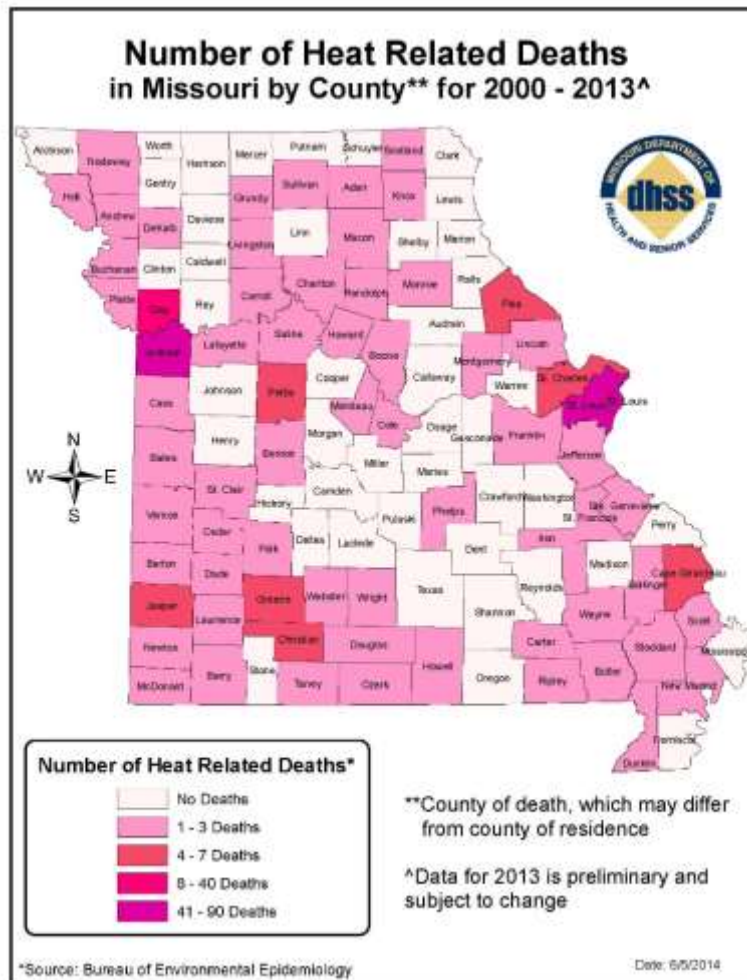 Number of Heat Related Deaths
in Missouri by County** for 2000 - 2013^
MISSOURI DEPARTMENT OF
dhss
HEALTH AND SENIOR SERVICES
Atchison
Nodaway
Worth
Harrison
Mercer
Putnam
Schuyler
Scotland
Clark
Gentry
Sullivan
Adair
Knox
Lewis
Holt
Andrew
DeKalb
Daviess
Grundy
Linn
Macon
Shelby
Marion
Buchanan
Clinton
Caldwell
Livingston
Chariton
Randolph
Monroe
Ralls
Platte
Clay
Ray
Carroll
Pike
Audrain
Jackson
Lafayette
Saline
Howard
Boone
Montgomery
Lincoln
Callaway
Warren
St. Charles
St. Louis
St. Louis
Cass
Johnson
Pettis
Cooper
Moniteau
Cole
Osage
Gasconade
Franklin
Jefferson
Henry
Morgan
Bates
Benson
Miller
Maries
St. Clair
Hickory
Camden
Pulaski
Phelps
Crawford
Washington
Ste. Genevieve
St. Francois
Perry
Vernon
Cedar
Polk
Dallas
Laclede
Dent
Iron
Madison
Bollinger
Cape Girardeau
Barton
Dade
Greene
Webster
Wright
Texas
Shannon
Reynolds
Wayne
Scott
Jasper
Lawrence
Christian
Douglas
Howell
Carter
Stoddard
Mississippi
Newton
Barry
Stone
Taney
Ozark
Oregon
Ripley
Butler
New Madrid
McDonald
Dunklin
Pemiscot
N
W E
S
Number of Heat Related Deaths*
No Deaths
1 - 3 Deaths
4 - 7 Deaths
8 - 40 Deaths
41 - 90 Deaths
**County of death, which may differ
from county of residence
^Data for 2013 is preliminary and
subject to change
*Source: Bureau of Environmental Epidemiology
Date: 6/5/2014